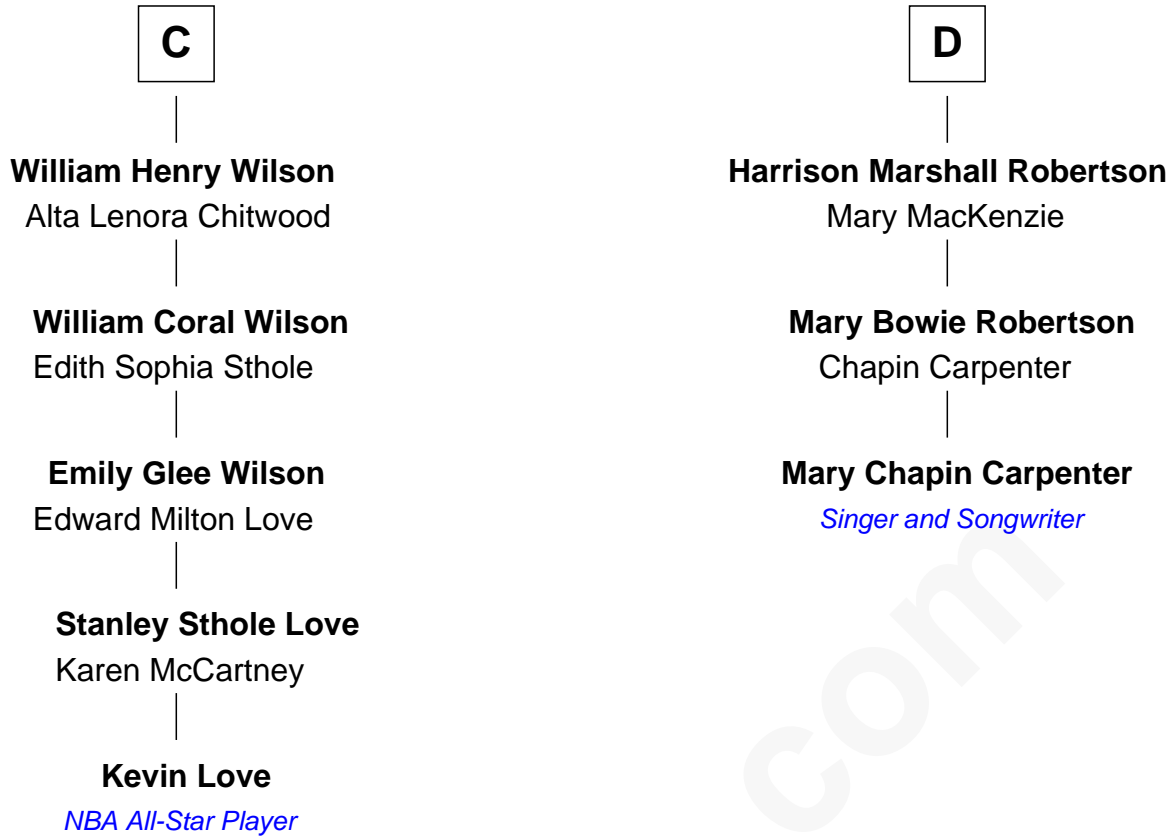 C
William Henry Wilson
Alta Lenora Chitwood
William Coral Wilson
Edith Sophia Sthole
Emily Glee Wilson
Edward Milton Love
Stanley Sthole Love
Karen McCartney
Kevin Love
NBA All-Star Player
D
Harrison Marshall Robertson
Mary MacKenzie
Mary Bowie Robertson
Chapin Carpenter
Mary Chapin Carpenter
Singer and Songwriter
com